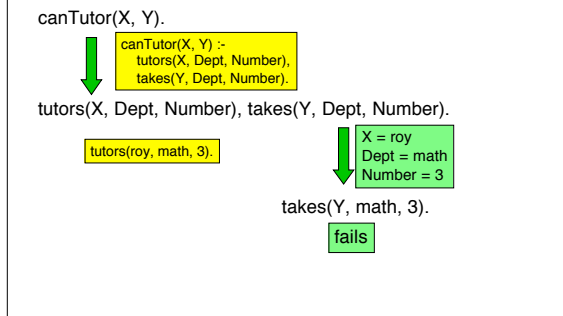 canTutor(X, Y).
canTutor(X, Y) :-
tutors(X, Dept, Number),
takes(Y, Dept, Number).
tutors(X, Dept, Number), takes(Y, Dept, Number).
tutors(roy, math, 3).
X = roy
Dept = math
Number = 3
takes(Y, math, 3).
fails